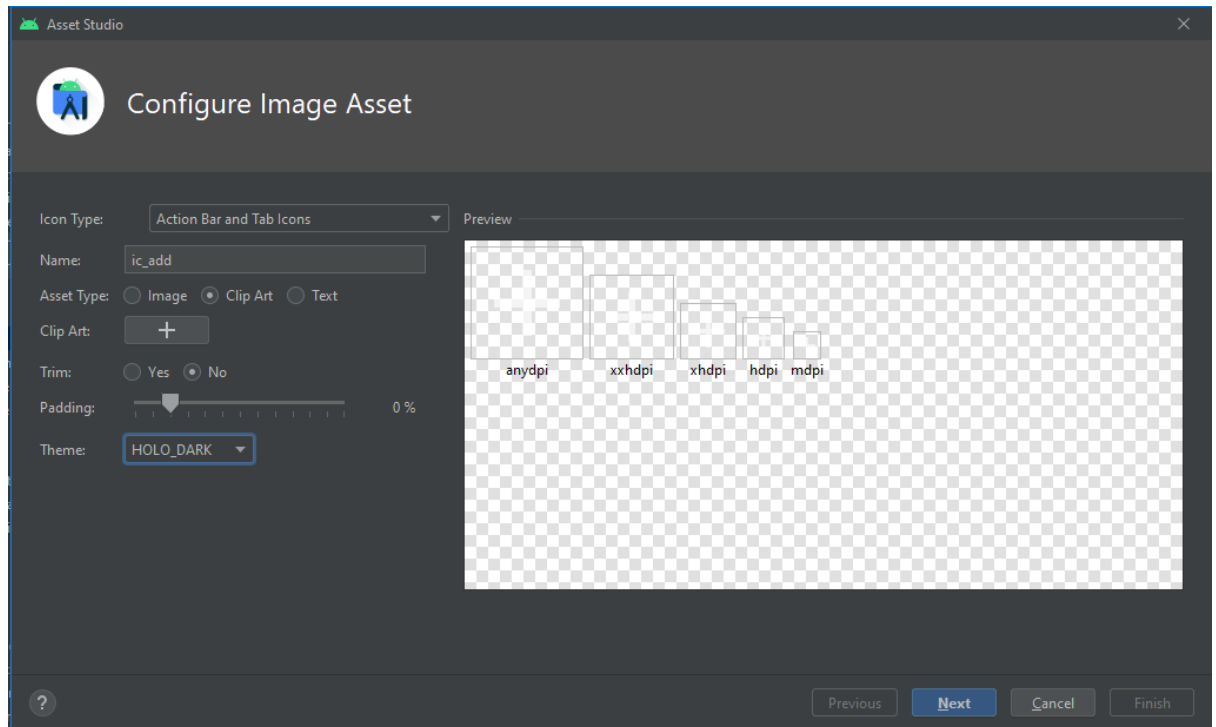 Asset Studio
Configure Image Asset
Icon Type: Action Bar and Tab Icons
Name: ic_add
Asset Type: Image Clip Art Text
Clip Art:
Trim: Yes No
Padding: 0 %
Theme: HOLO_DARK
Preview
anydpi xxhdpi xhdpi hdpi mdpi
? Previous Next Cancel Finish